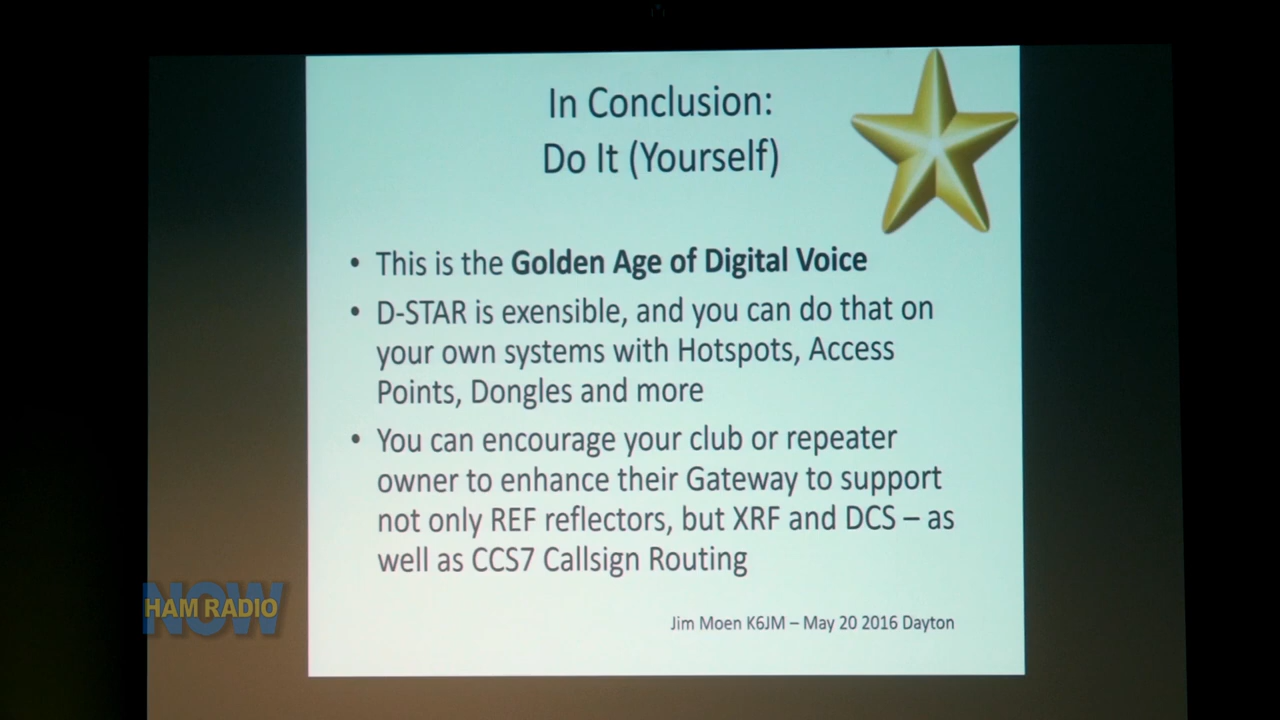 In Conclusion:
Do It (Yourself)
• This is the Golden Age of Digital Voice
• D-STAR is exensible, and you can do that on
your own systems with Hotspots, Access
Points, Dongles and more
• You can encourage your club or repeater
owner to enhance their Gateway to support
not only REF reflectors, but XRF and DCS – as
well as CCS7 Callsign Routing
Jim Moen K6JM – May 20 2016 Dayton
NOW
HAM RADIO